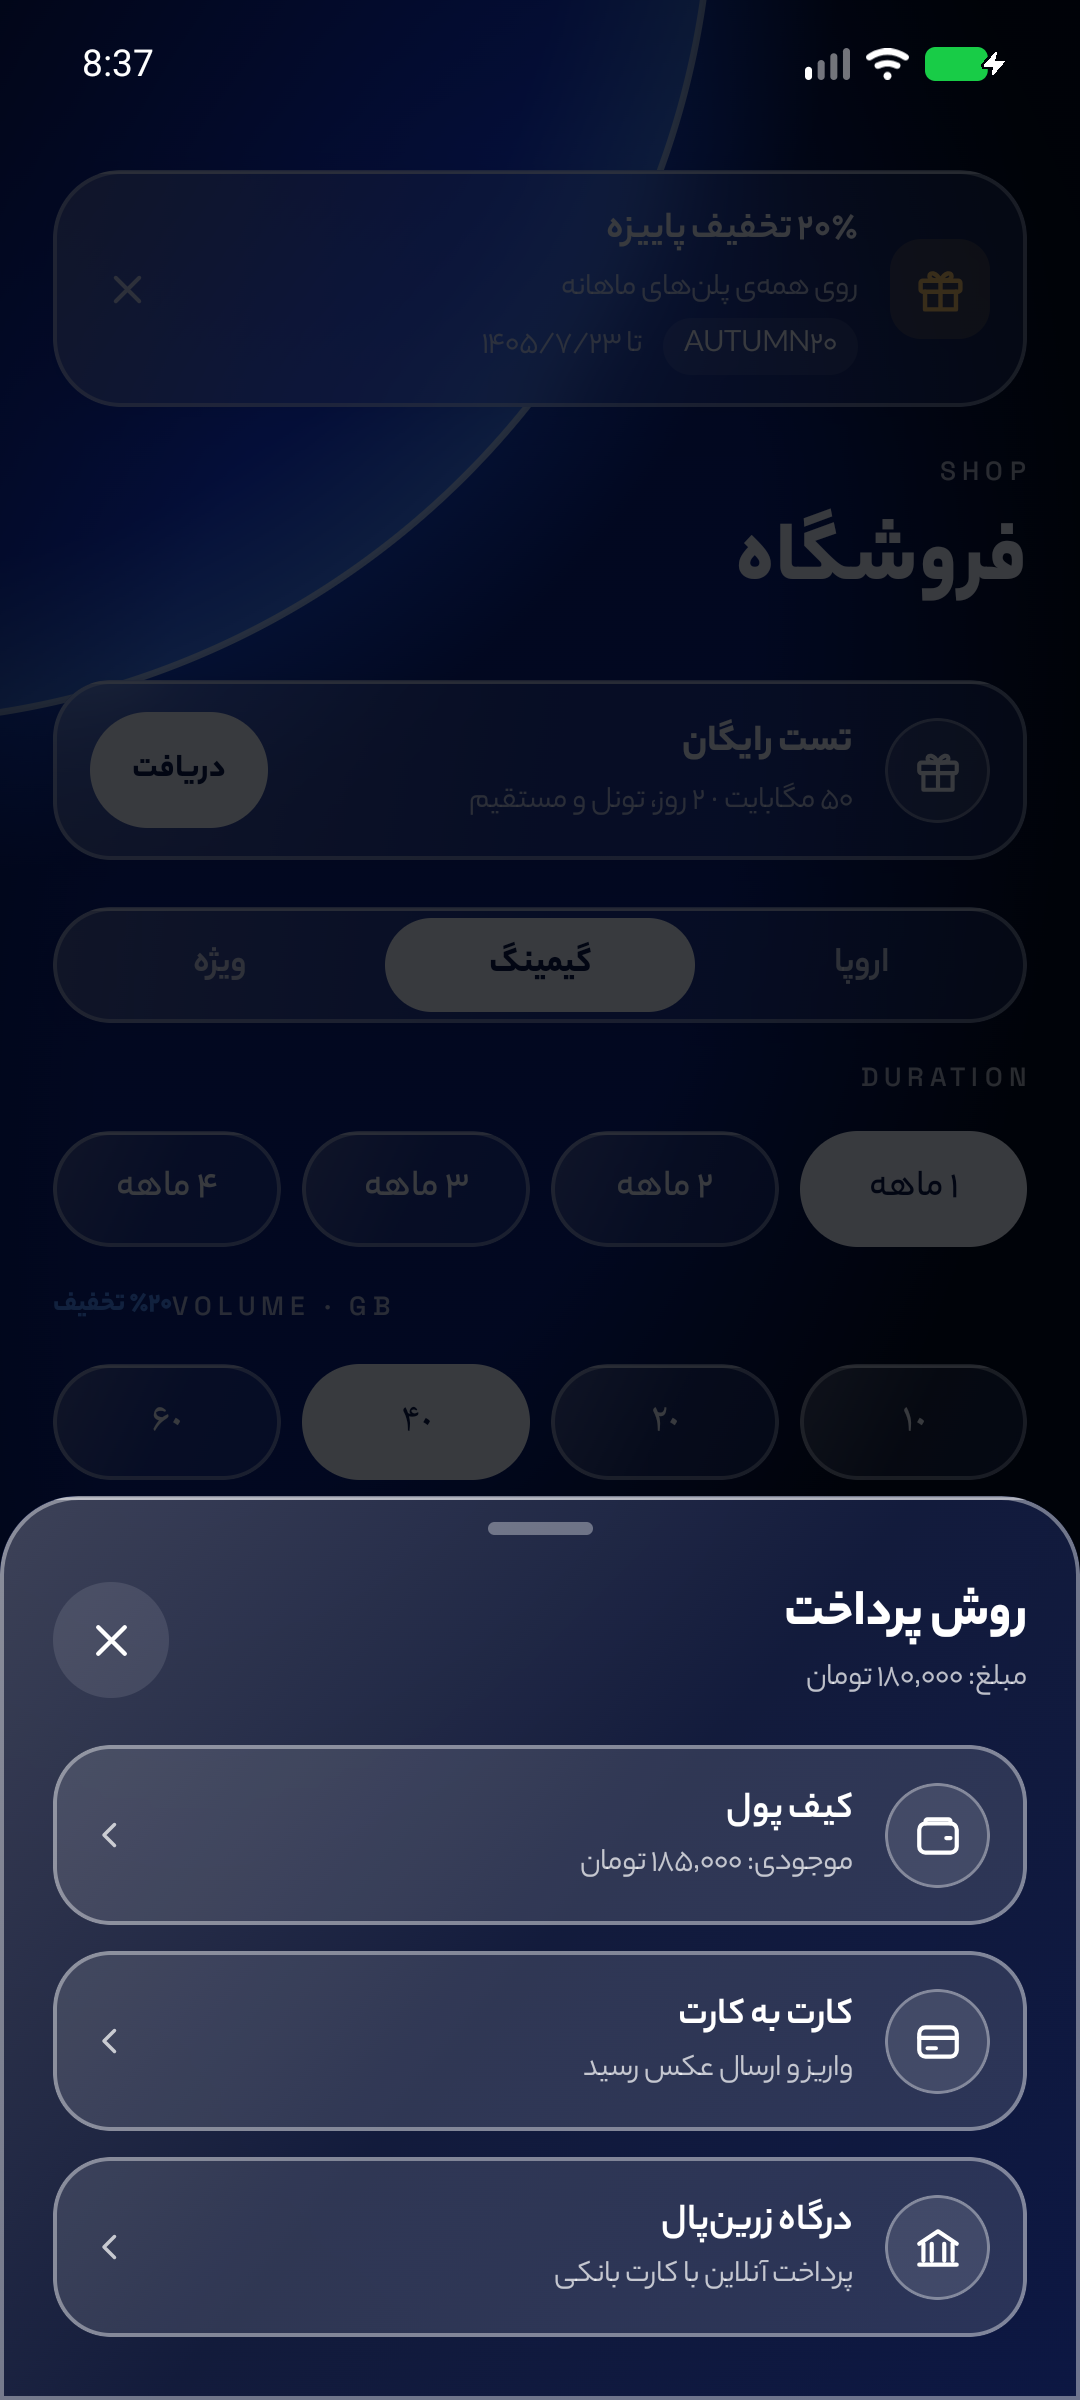 8:37
۲۰% تخفیف پاییزه
روی همه‌ی پلن‌های ماهانه
AUTUMN۲۰ تا ۱۴۰۵/۷/۲۳
SHOP
فروشگاه
تست رایگان
۵۰ مگابایت · ۲ روز، تونل و مستقیم
دریافت
اروپا
گیمینگ
ویژه
DURATION
۱ ماهه
۲ ماهه
۳ ماهه
۴ ماهه
VOLUME · GB
۲۰% تخفیف
۱۰
۲۰
۴۰
۶۰
روش پرداخت
مبلغ: ۱۸۰,۰۰۰ تومان
کیف پول
موجودی: ۱۸۵,۰۰۰ تومان
کارت به کارت
واریز و ارسال عکس رسید
درگاه زرین‌پال
پرداخت آنلاین با کارت بانکی